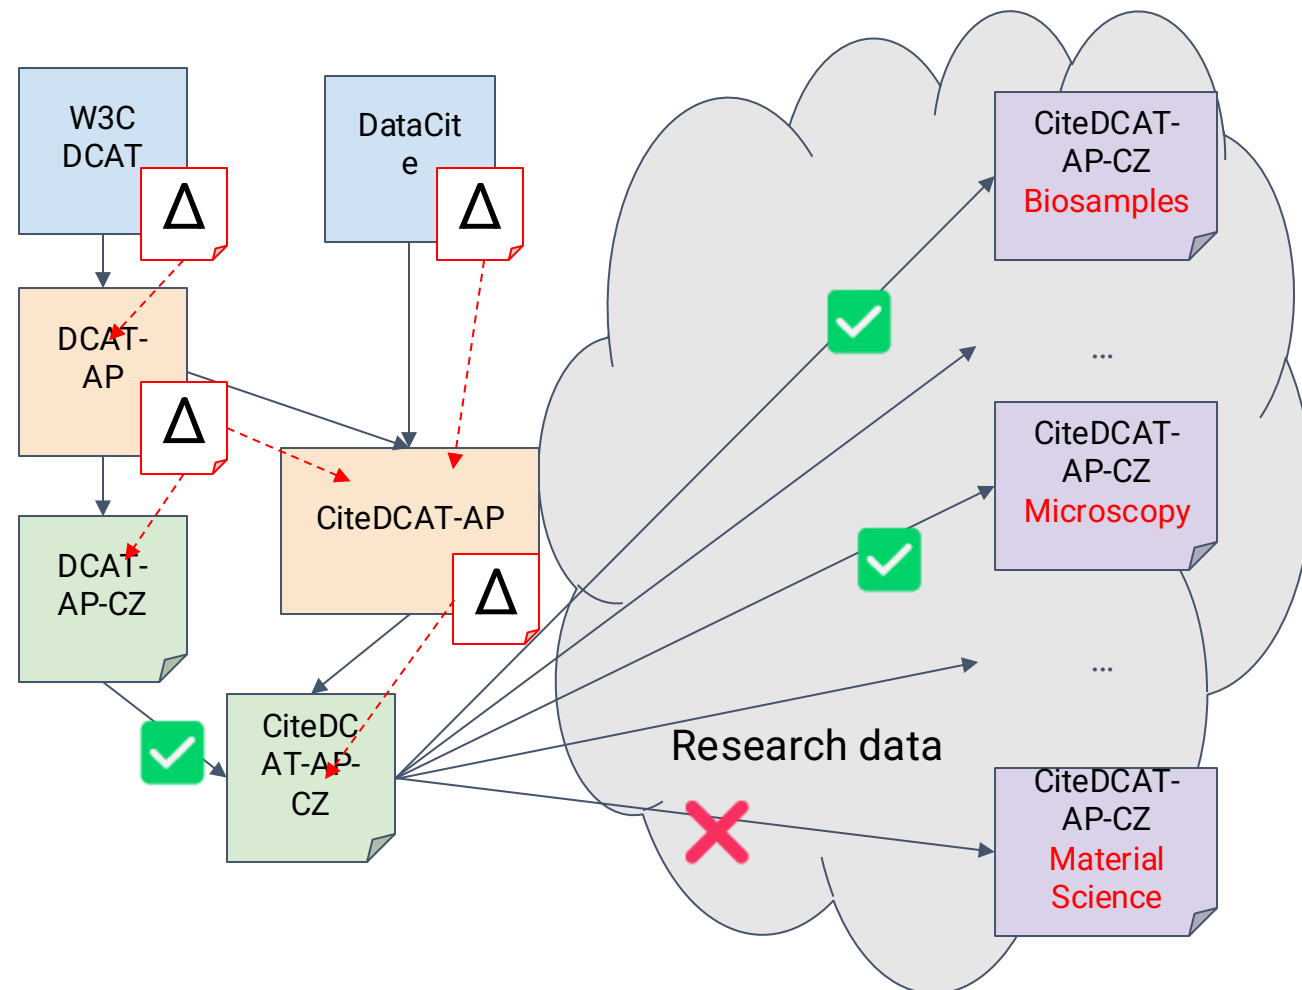 W3C
DCAT
Δ
DataCit
e
Δ
DCAT-
AP
Δ
DCAT-
AP-CZ
CiteDCAT-AP
Δ
CiteDC
AT-AP-
CZ
Research data
CiteDCAT-
AP-CZ
Biosamples
...
CiteDCAT-
AP-CZ
Microscopy
...
CiteDCAT-
AP-CZ
Material
Science